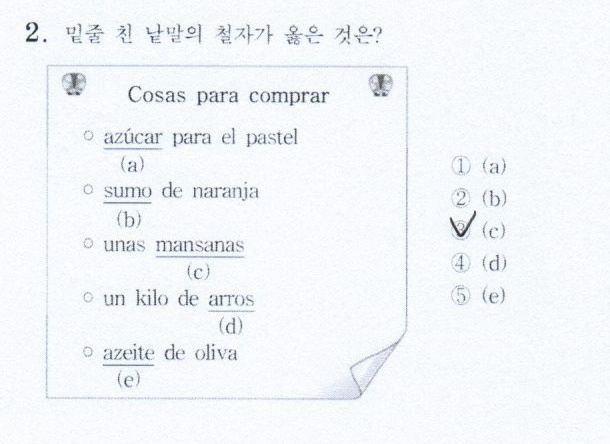 2. 밑줄 친 낱말의 철자가 옳은 것은?
Cosas para comprar
○ azúcar para el pastel
(a)
○ sumo de naranja
(b)
○ unas mansanas
(c)
○ un kilo de arros
(d)
○ azeite de oliva
(e)
① (a)
② (b)
③ (c)
④ (d)
⑤ (e)